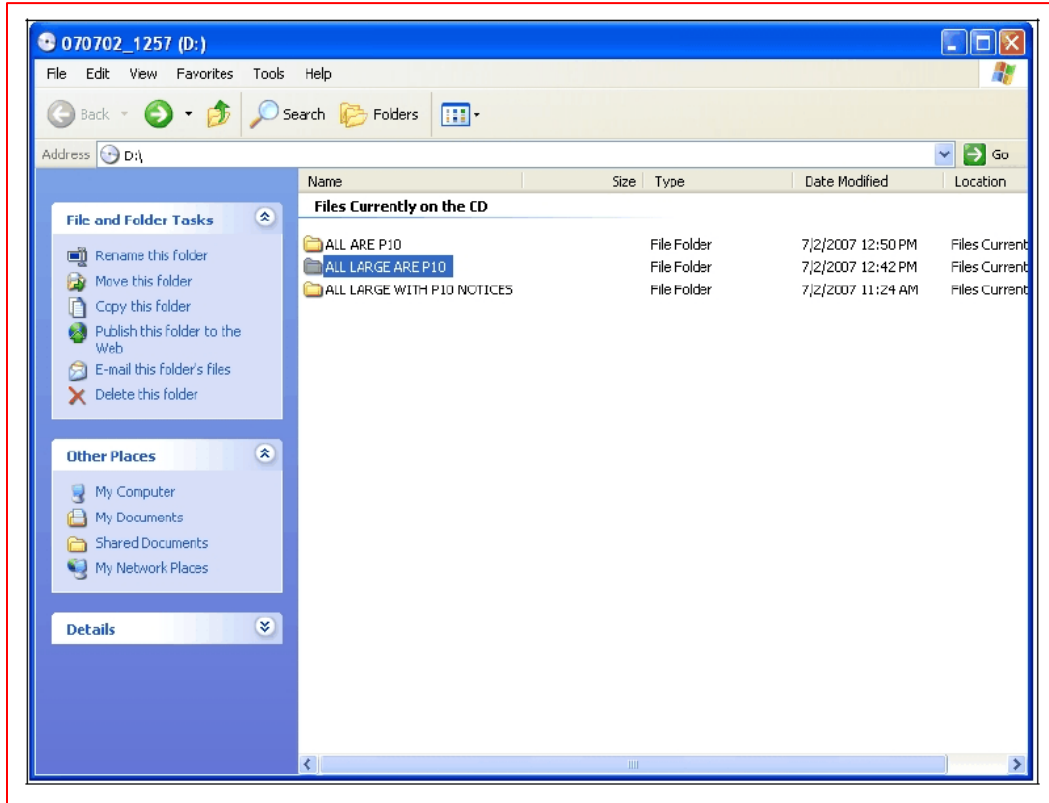 070702_1257 (D:)
File Edit View Favorites Tools Help
Back Search Folders
Address D:\ Go
Name Size Type Date Modified Location
Files Currently on the CD
ALL ARE P10 File Folder 7/2/2007 12:50 PM Files Current
ALL LARGE ARE P10 File Folder 7/2/2007 12:42 PM Files Current
ALL LARGE WITH P10 NOTICES File Folder 7/2/2007 11:24 AM Files Current
File and Folder Tasks
Rename this folder
Move this folder
Copy this folder
Publish this folder to the
Web
E-mail this folder's files
Delete this folder
Other Places
My Computer
My Documents
Shared Documents
My Network Places
Details